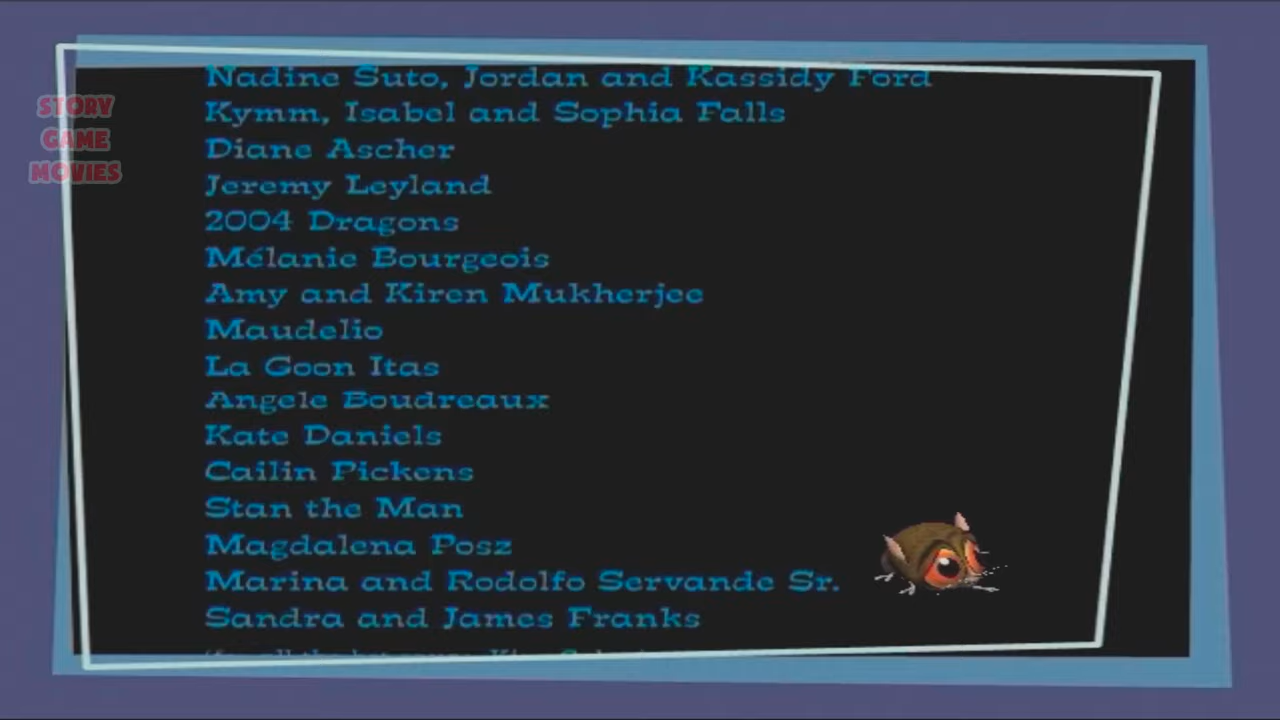 STORY
GAME
MOVIES
Nadine Suto, Jordan and Kassidy Ford
Kymm, Isabel and Sophia Falls
Diane Ascher
Jeremy Leyland
2004 Dragons
Mélanie Bourgeois
Amy and Kiren Mukherjee
Maudelio
La Goon Itas
Angele Boudreaux
Kate Daniels
Cailin Pickens
Stan the Man
Magdalena Posz
Marina and Rodolfo Servande Sr.
Sandra and James Franks